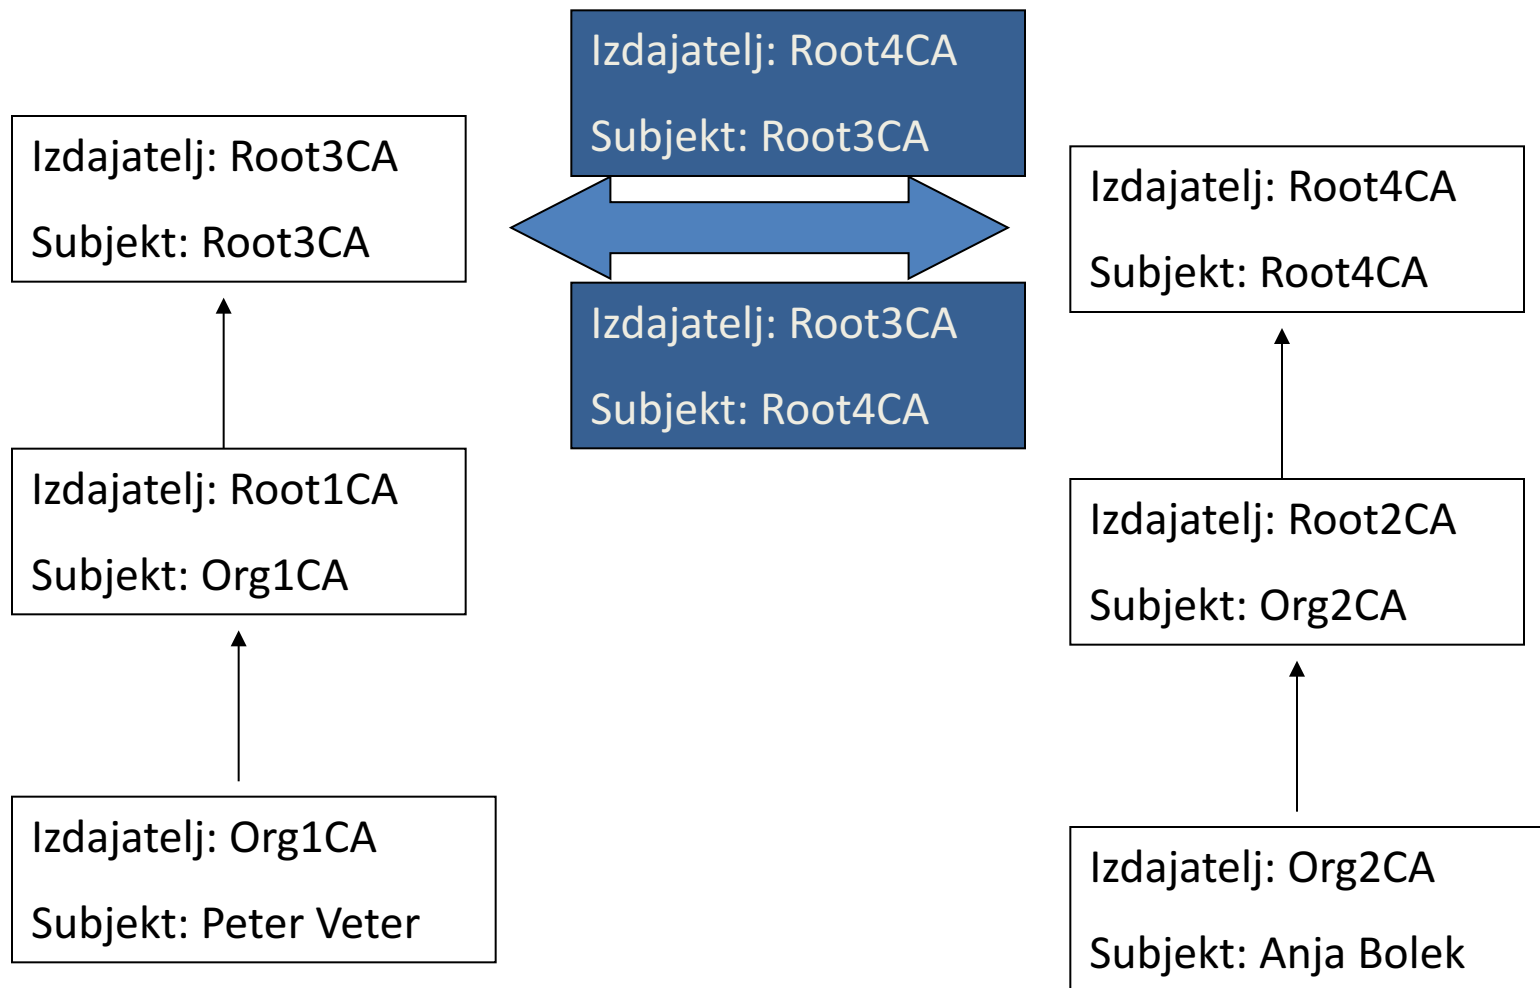 Izdajatelj: Root4CA
Subjekt: Root3CA
Izdajatelj: Root3CA
Subjekt: Root3CA
Izdajatelj: Root4CA
Subjekt: Root4CA
Izdajatelj: Root3CA
Subjekt: Root4CA
Izdajatelj: Root1CA
Subjekt: Org1CA
Izdajatelj: Root2CA
Subjekt: Org2CA
Izdajatelj: Org1CA
Subjekt: Peter Veter
Izdajatelj: Org2CA
Subjekt: Anja Bolek